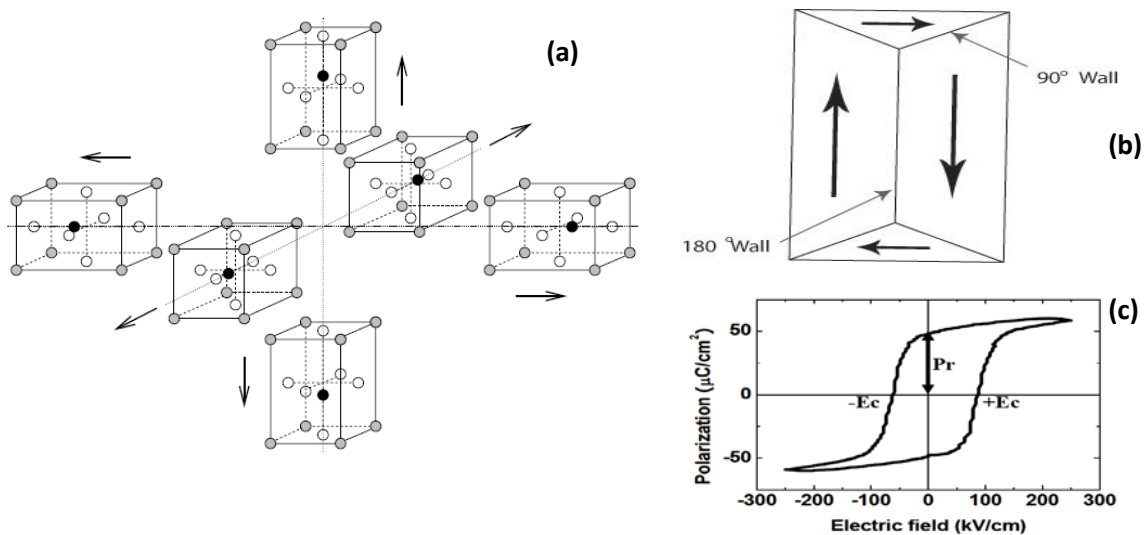 (a)
90° Wall
(b)
180° Wall
(c)
Polarization (μC/cm²)
50
0
-50
Pr
-Ec
+Ec
-300 -200 -100 0 100 200 300
Electric field (kV/cm)